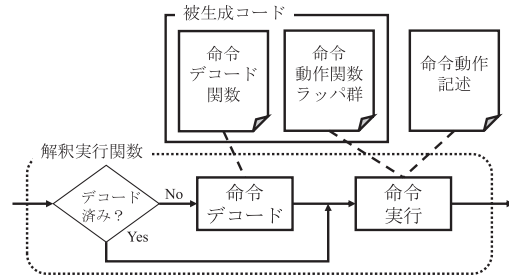 被生成コード
命令
デコード
関数
命令
動作関数
ラッパ群
命令動作
記述
解釈実行関数
デコード
済み？
No
Yes
命令
デコード
命令
実行